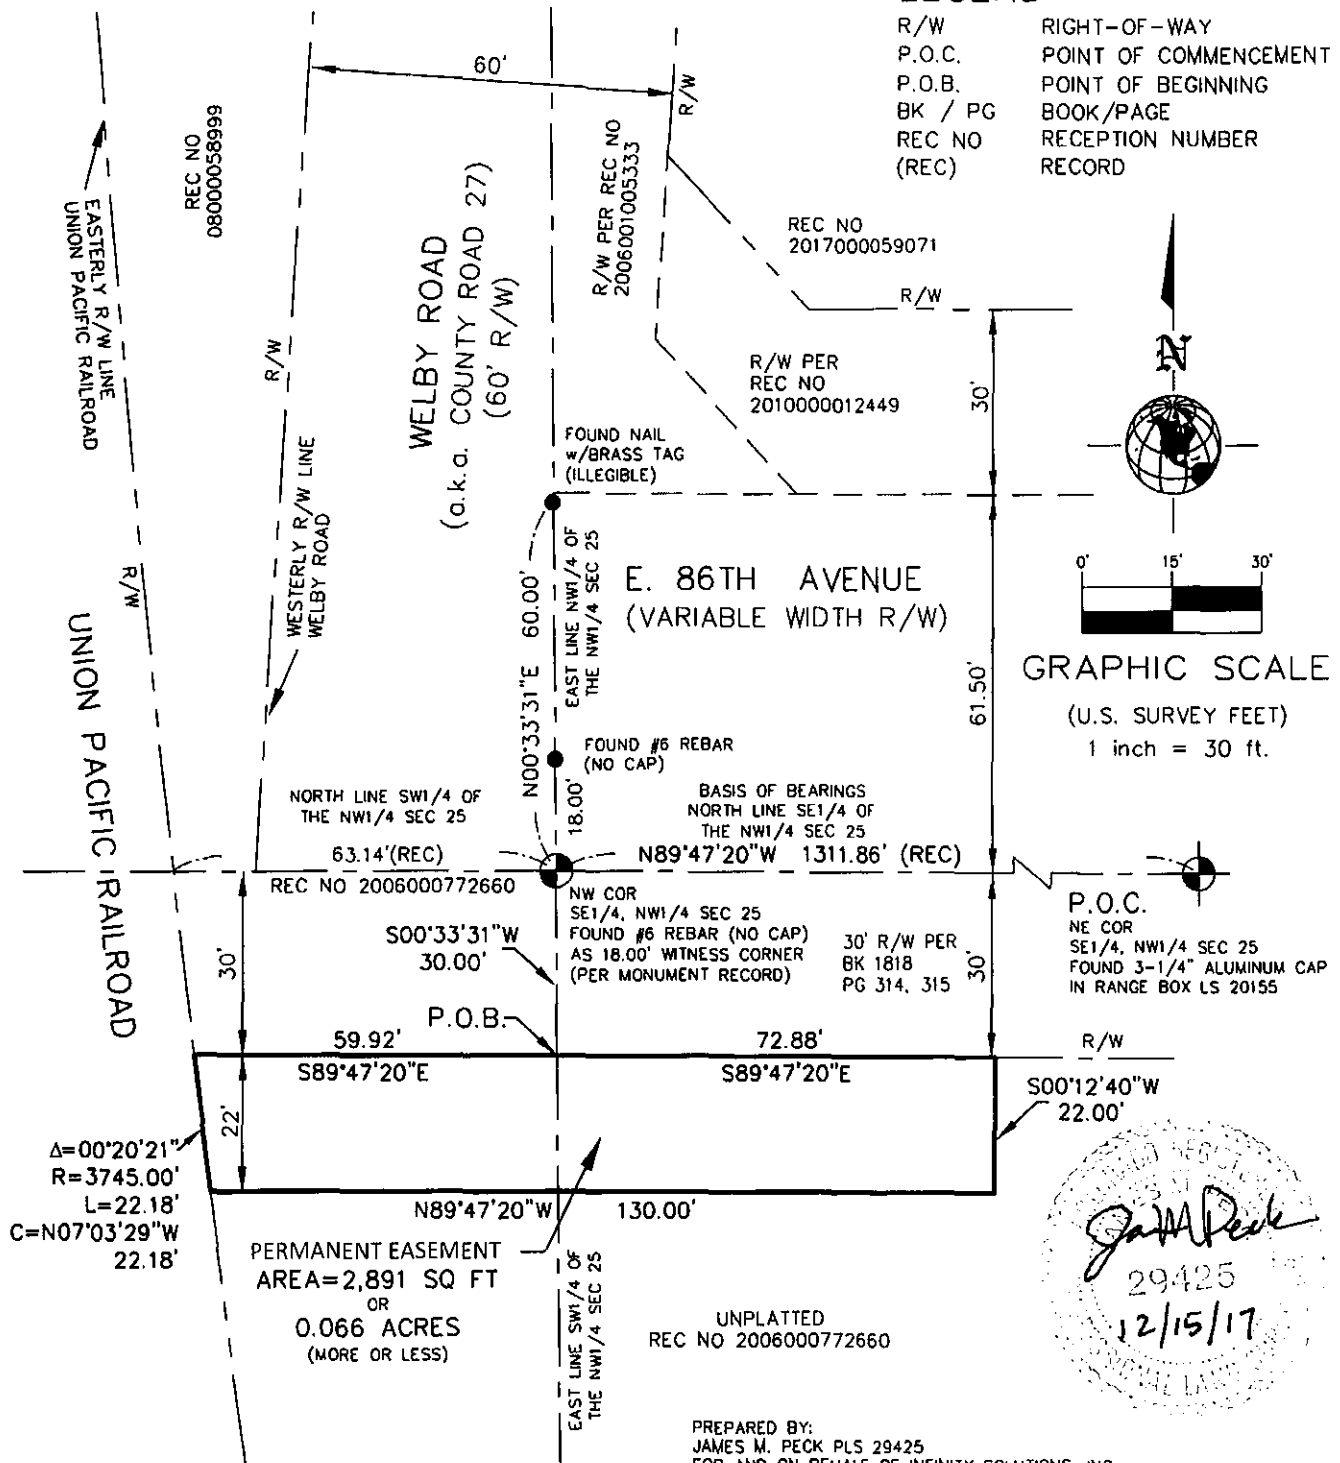 R/W RIGHT-OF-WAY
P.O.C. POINT OF COMMENCEMENT
P.O.B. POINT OF BEGINNING
BK / PG BOOK/PAGE
REC NO RECEPTION NUMBER
(REC) RECORD
60'
R/W
REC NO
080000058999
EASTERLY R/W LINE
UNION PACIFIC RAILROAD
R/W
WELBY ROAD
(a.k.a. COUNTY ROAD 27)
(60' R/W)
R/W PER REC NO
2006001005333
REC NO
2017000059071
R/W
R/W PER
REC NO
2010000012449
30'
N
FOUND NAIL
w/BRASS TAG
(ILLEGIBLE)
WESTERLY R/W LINE
WELBY ROAD
R/W
UNION PACIFIC RAILROAD
N00°33'31"E 60.00'
EAST LINE NW1/4 OF
THE NW1/4 SEC 25
E. 86TH AVENUE
(VARIABLE WIDTH R/W)
61.50'
0' 15' 30'
GRAPHIC SCALE
(U.S. SURVEY FEET)
1 inch = 30 ft.
FOUND #6 REBAR
(NO CAP)
18.00'
NORTH LINE SW1/4 OF
THE NW1/4 SEC 25
BASIS OF BEARINGS
NORTH LINE SE1/4 OF
THE NW1/4 SEC 25
63.14'(REC)
N89°47'20"W 1311.86' (REC)
REC NO 2006000772660
NW COR
SE1/4, NW1/4 SEC 25
FOUND #6 REBAR (NO CAP)
AS 18.00' WITNESS CORNER
(PER MONUMENT RECORD)
S00°33'31"W
30.00'
30' R/W PER
BK 1818
PG 314, 315
30'
30'
P.O.C.
NE COR
SE1/4, NW1/4 SEC 25
FOUND 3-1/4" ALUMINUM CAP
IN RANGE BOX LS 20155
P.O.B.
59.92'
72.88'
R/W
S89°47'20"E
S89°47'20"E
S00°12'40"W
22.00'
22'
Δ=00°20'21"
R=3745.00'
L=22.18'
C=N07°03'29"W
22.18'
N89°47'20"W 130.00'
PERMANENT EASEMENT
AREA=2,891 SQ FT
OR
0.066 ACRES
(MORE OR LESS)
EAST LINE SW1/4 OF
THE NW1/4 SEC 25
UNPLATTED
REC NO 2006000772660
29425
12/15/17
PREPARED BY:
JAMES M. PECK PLS 29425
FOR AND ON BEHALF OF INFINITY SOLUTIONS, INC.